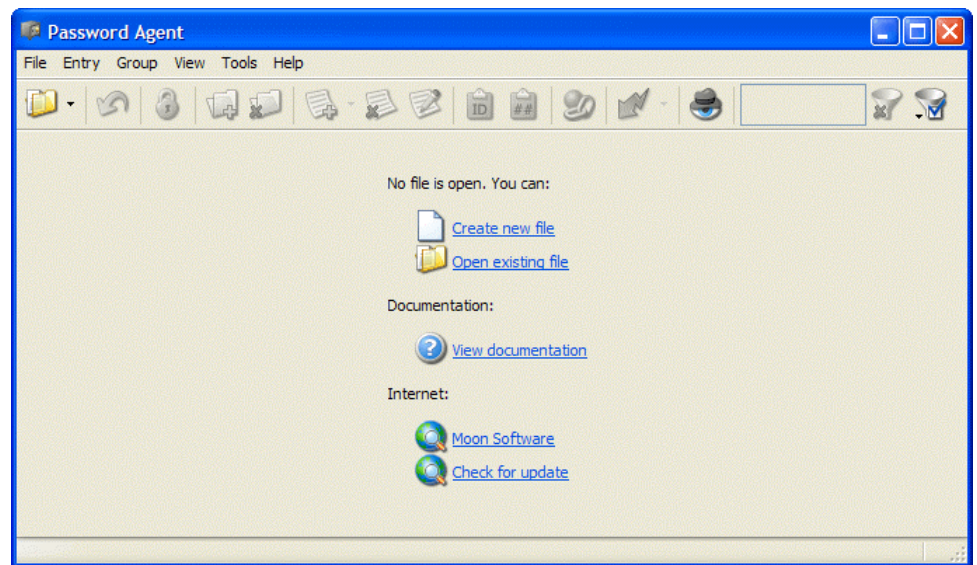 Password Agent
File Entry Group View Tools Help
ID ##
No file is open. You can:
Create new file
Open existing file
Documentation:
View documentation
Internet:
Moon Software
Check for update